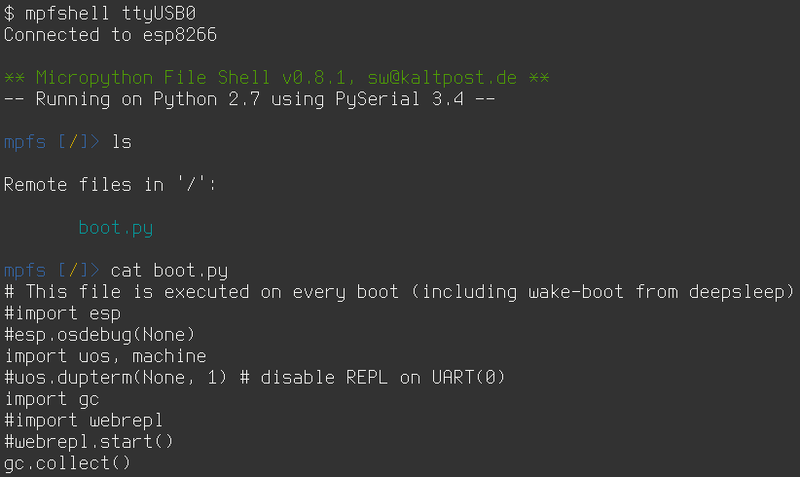 $ mpfshell ttyUSB0
Connected to esp8266
** Micropython File Shell v0.8.1, sw@kaltpost.de **
-- Running on Python 2.7 using PySerial 3.4 --
mpfs [/]> ls
Remote files in '/':
boot.py
mpfs [/]> cat boot.py
# This file is executed on every boot (including wake-boot from deepsleep)
#import esp
#esp.osdebug(None)
import uos, machine
#uos.dupterm(None, 1) # disable REPL on UART(0)
import gc
#import webrepl
#webrepl.start()
gc.collect()